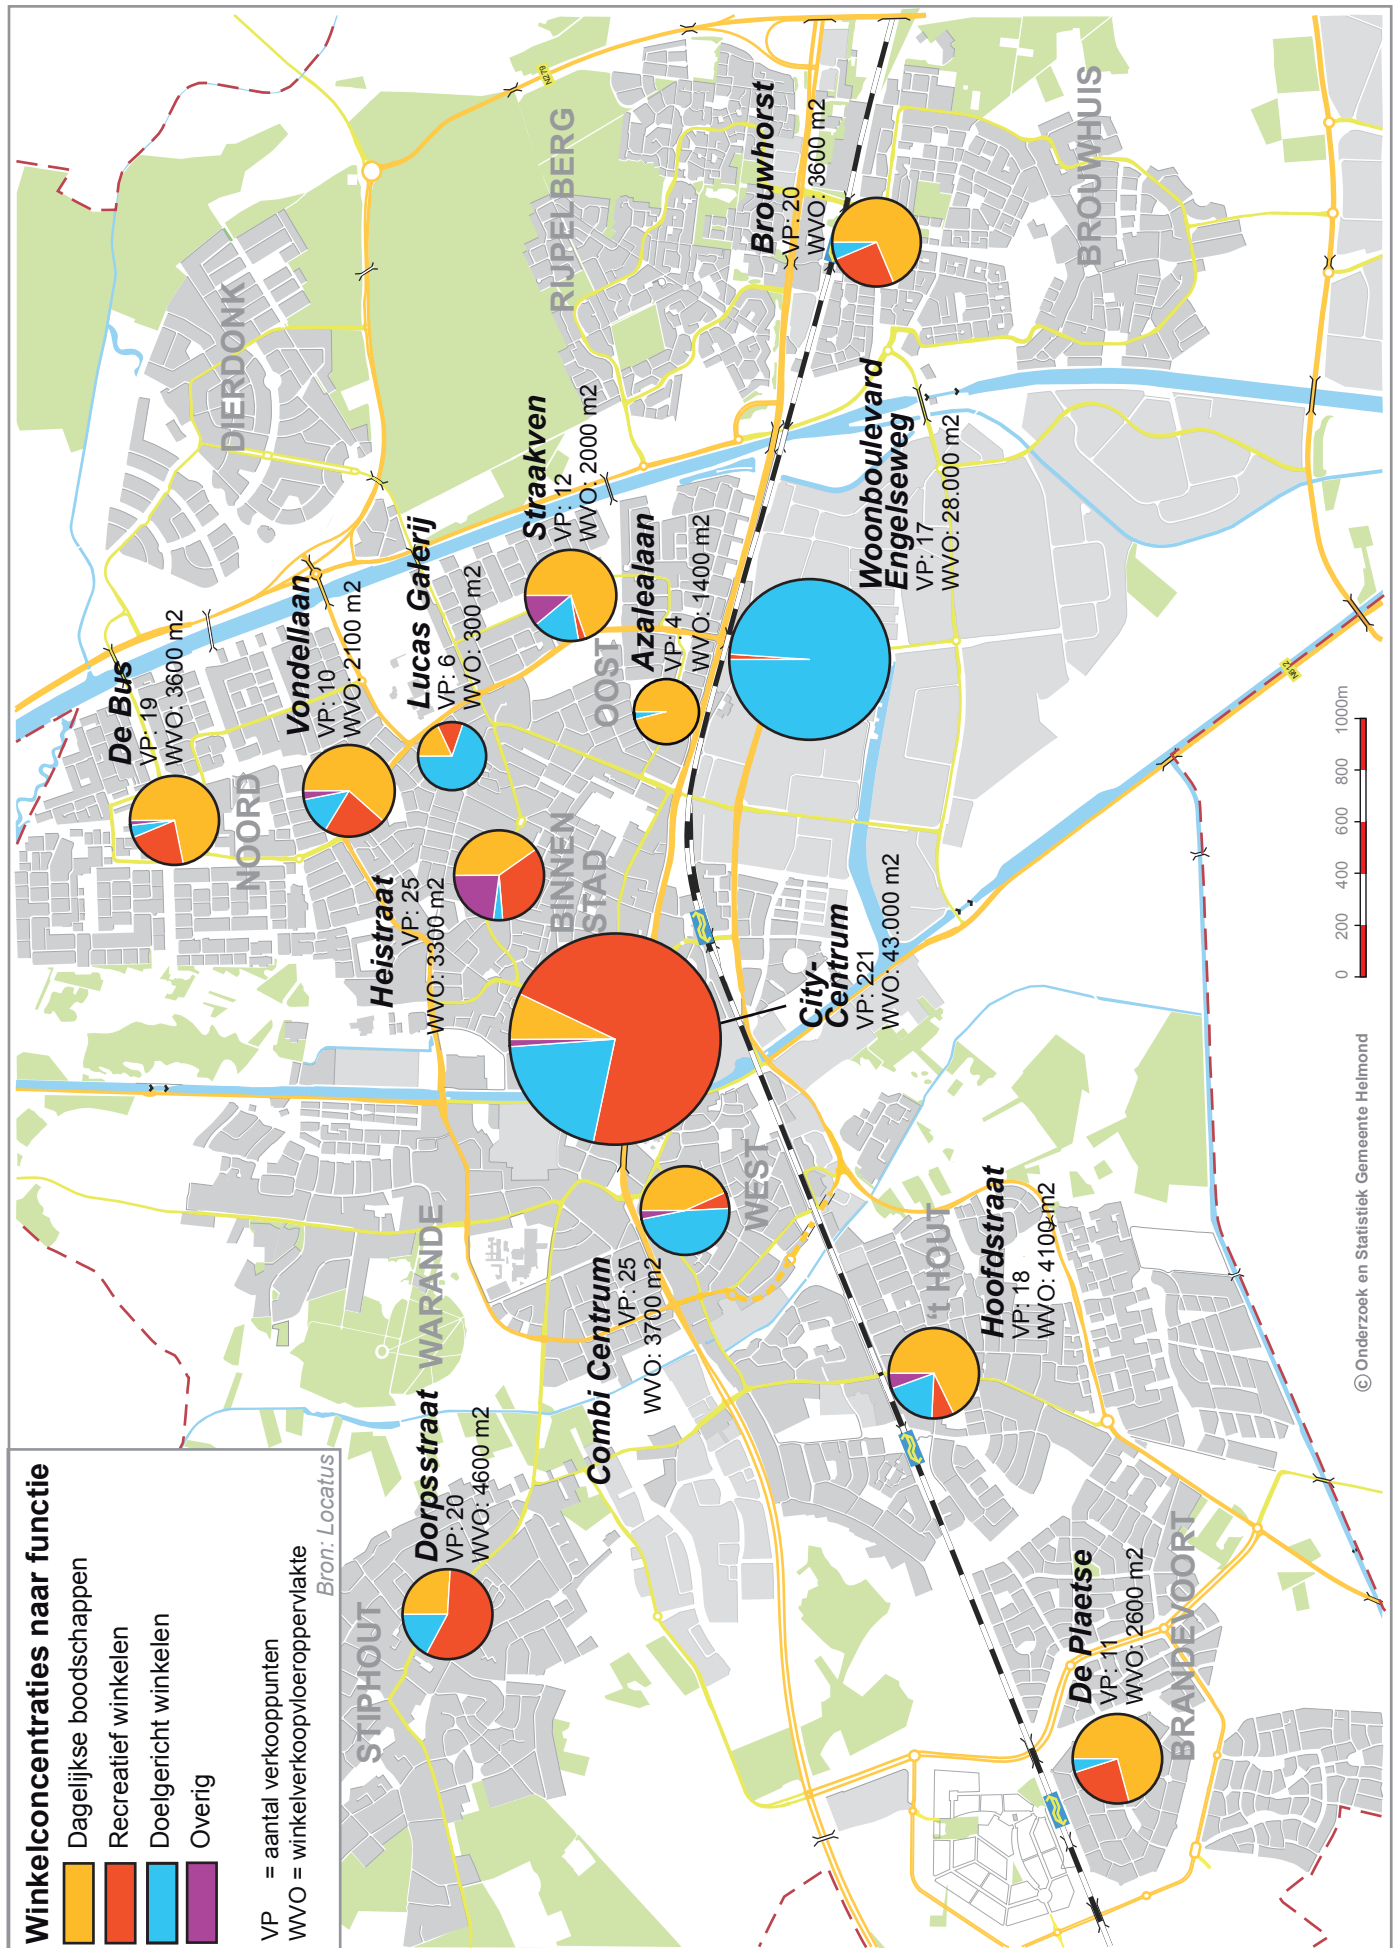 Winkelconcentraties naar functie
Dagelijkse boodschappen
Recreatief winkelen
Doelgericht winkelen
Overig
VP = aantal verkooppunten
WVO = winkelverkoopvloeroppervlakte
Bron: Locatus
STIPHOUT
Dorpsstraat
VP: 20
WVO: 4600 m2
WARANDE
Combi Centrum
VP: 25
WVO: 3700 m2
WEST
De Plaetse
VP: 11
WVO: 2600 m2
BRANDEVOORT
't HOUT
Hoofdstraat
VP: 18
WVO: 4100 m2
City-
Centrum
VP: 221
WVO: 43.000 m2
Heistraat
VP: 25
WVO: 3300 m2
BINNEN
STAD
NOORD
De Bus
VP: 19
WVO: 3600 m2
Vondellaan
VP: 10
WVO: 2100 m2
Lucas Galerij
VP: 6
WVO: 300 m2
Straakven
VP: 12
WVO: 2000 m2
OOST
Azalealaan
VP: 4
WVO: 1400 m2
Woonboulevard
Engelseweg
VP: 17
WVO: 28.000 m2
DIERDONK
RIJPELBERG
Brouwhorst
VP: 20
WVO: 3600 m2
BROUWHUIS
N279
N612
0 200 400 600 800 1000m
© Onderzoek en Statistiek Gemeente Helmond